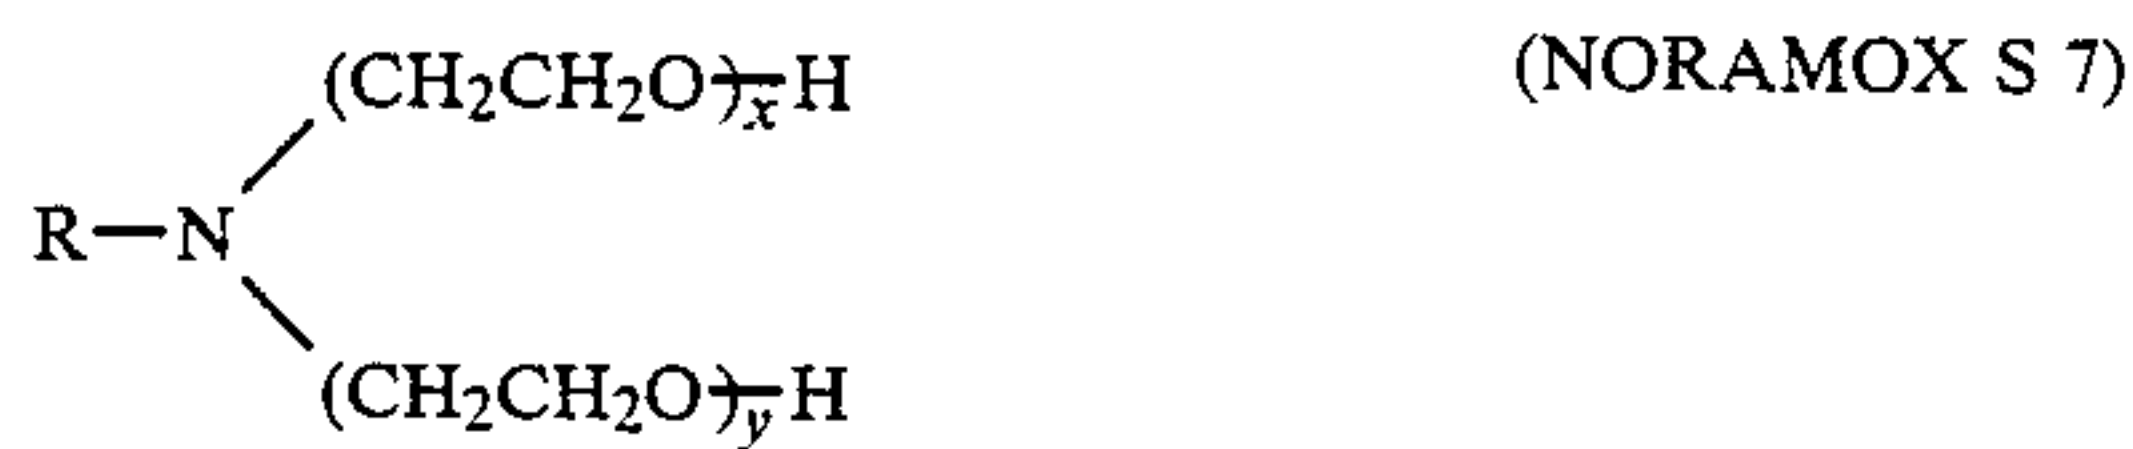 (CH₂CH₂O)x—H (NORAMOX S 7)
R—N
(CH₂CH₂O)y—H